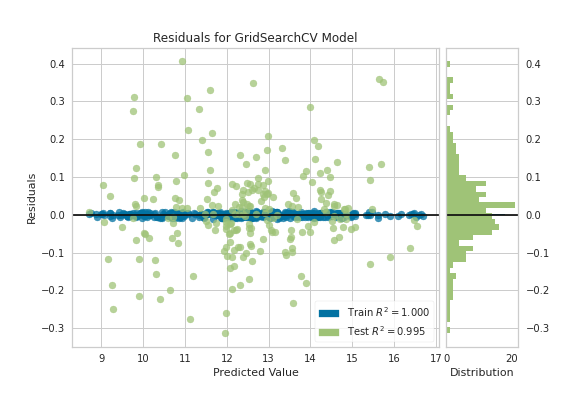 Residuals for GridSearchCV Model
0.4 0.4
0.3 0.3
0.2 0.2
0.1 0.1
0.0 0.0
−0.1 −0.1
−0.2 −0.2
−0.3 −0.3
Residuals
Train R² = 1.000
Test R² = 0.995
9 10 11 12 13 14 15 16 17 0 20
Predicted Value Distribution